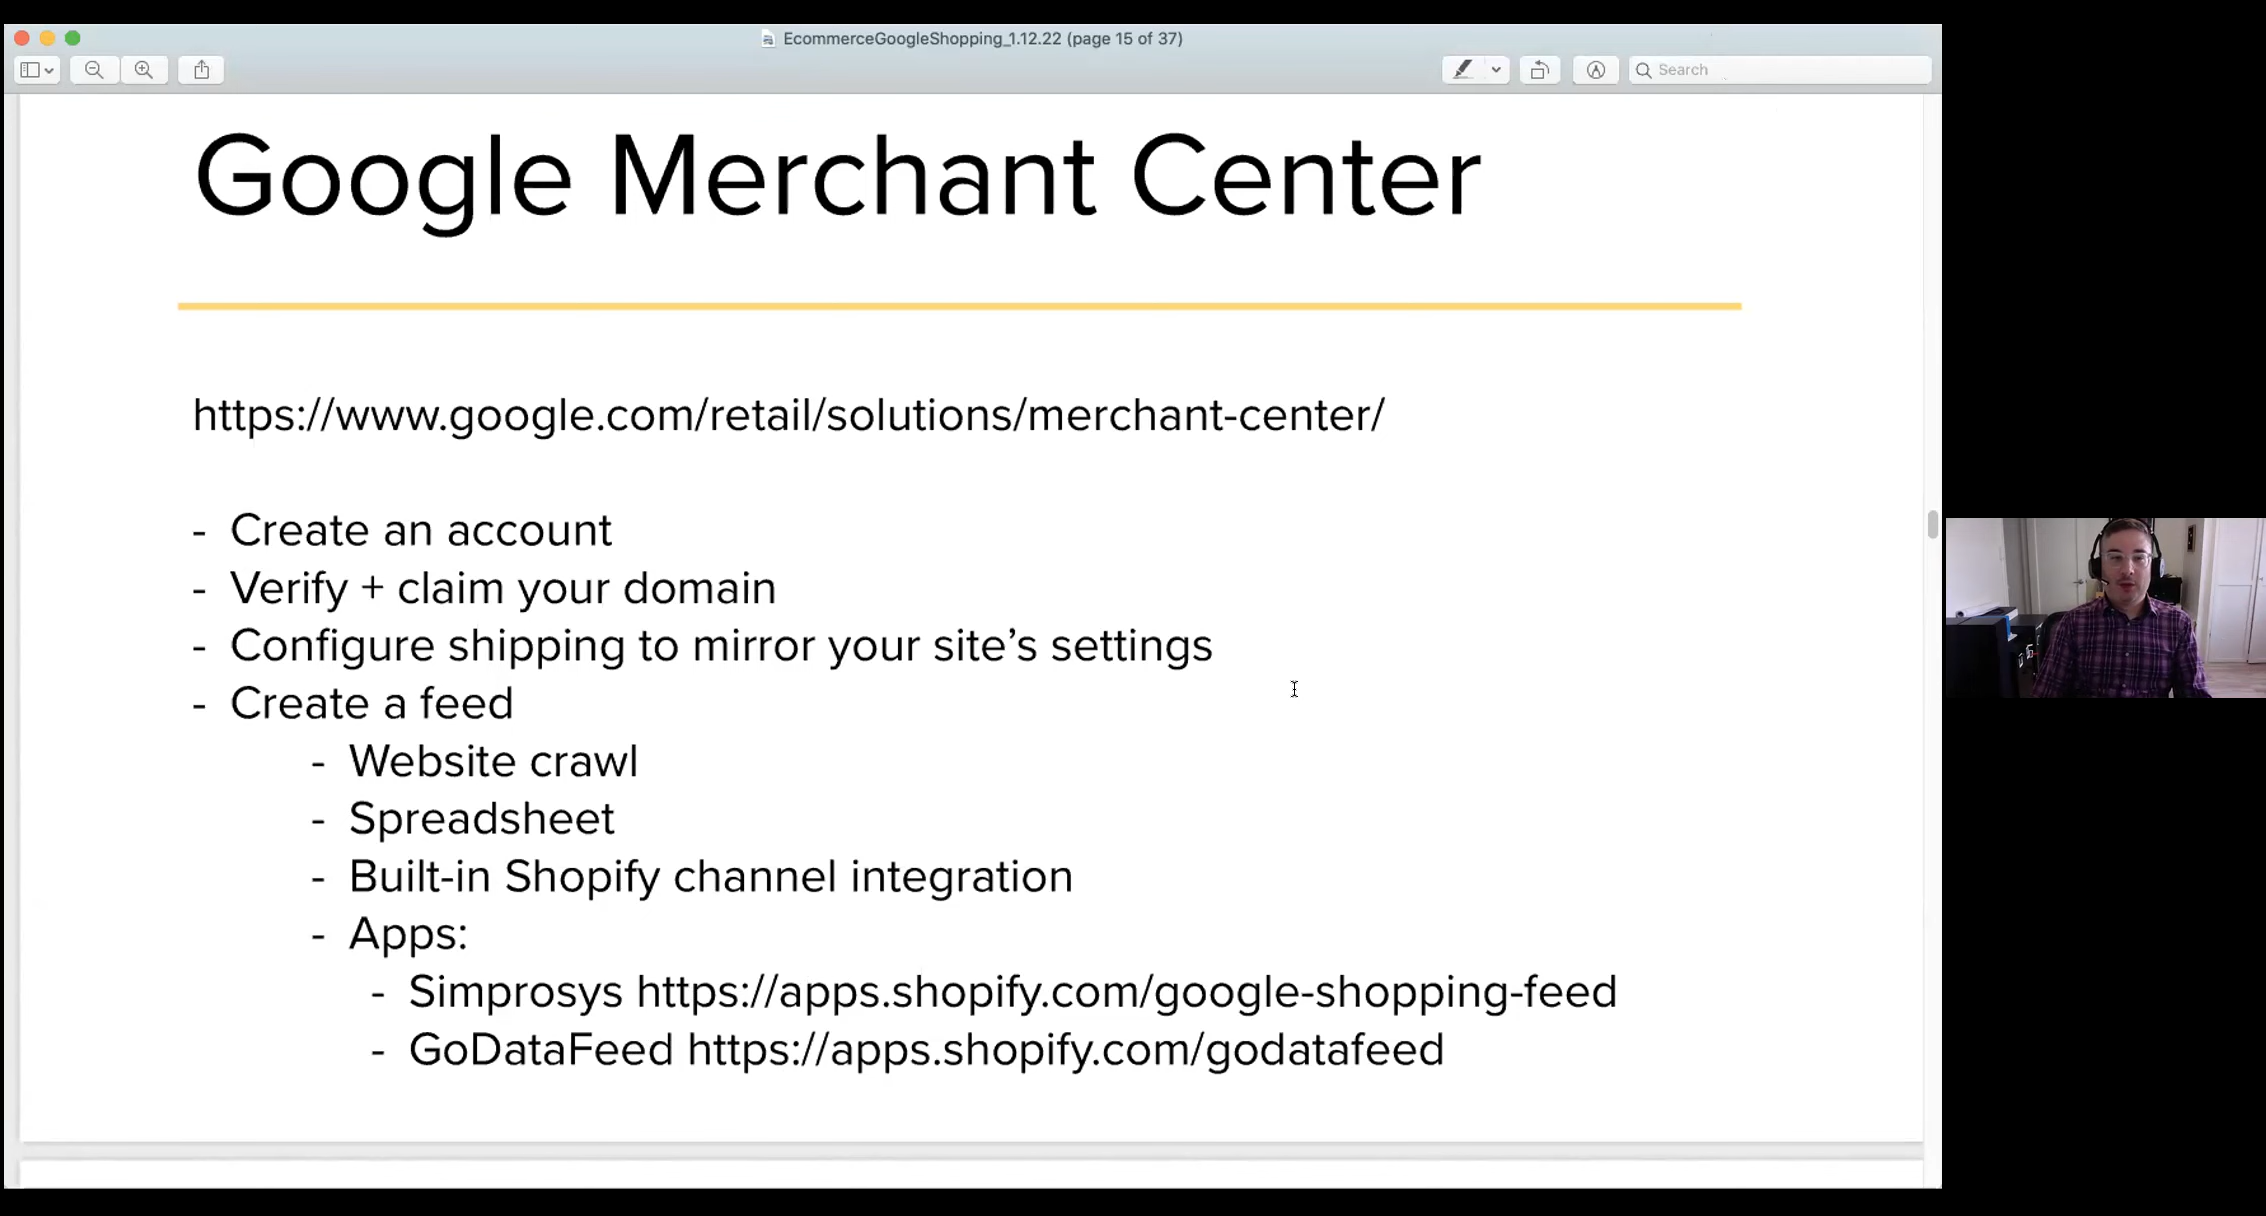 EcommerceGoogleShopping_1.12.22 (page 15 of 37)
Search
Google Merchant Center
https://www.google.com/retail/solutions/merchant-center/
- Create an account
- Verify + claim your domain
- Configure shipping to mirror your site’s settings
- Create a feed
- Website crawl
- Spreadsheet
- Built-in Shopify channel integration
- Apps:
- Simprosys https://apps.shopify.com/google-shopping-feed
- GoDataFeed https://apps.shopify.com/godatafeed